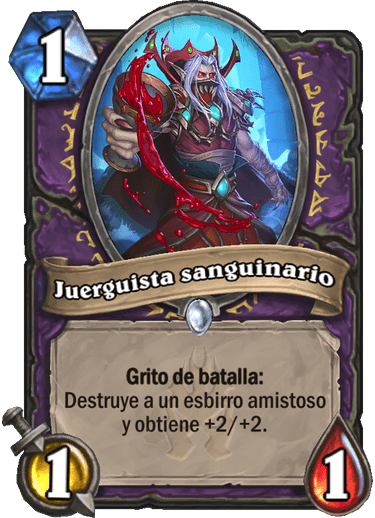 1
Juerguista sanguinario
Grito de batalla:
Destruye a un esbirro amistoso
y obtiene +2/+2.
1
1